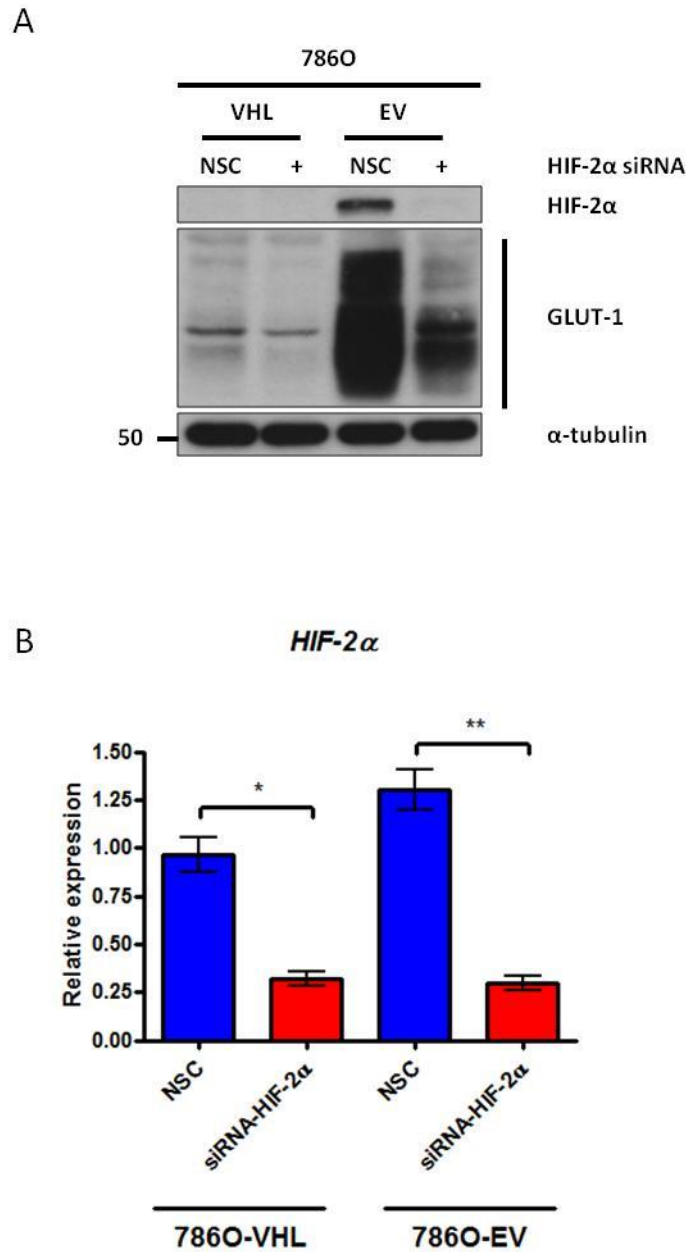 A
786O
VHL EV
NSC + NSC + HIF-2α siRNA
HIF-2α
GLUT-1
50 α-tubulin
B
HIF-2α
Relative expression
1.50
1.25
1.00
0.75
0.50
0.25
0.00
*
**
NSC
siRNA-HIF-2α
NSC
siRNA-HIF-2α
786O-VHL 786O-EV